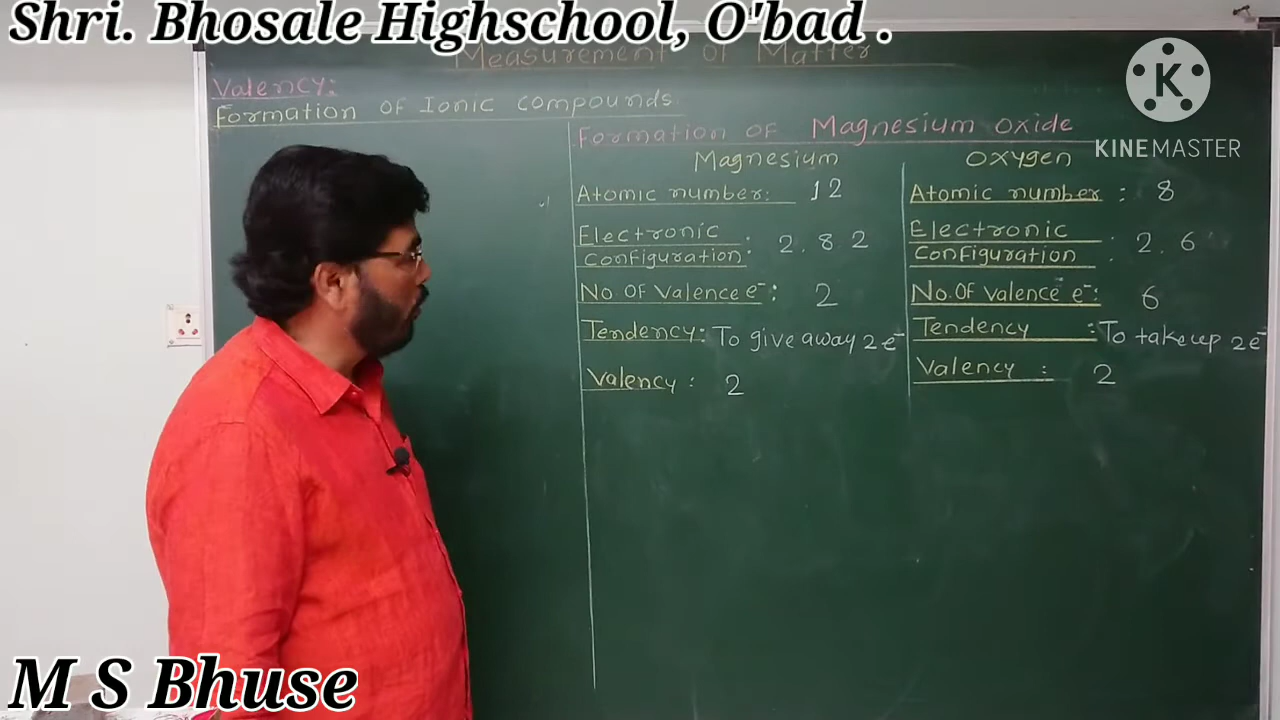 Shri. Bhosale Highschool, O'bad .
Measurement of Matter
Valency:
Formation of Ionic compounds
KINEMASTER
Formation of Magnesium oxide
Magnesium
Atomic number: 12
Electronic
Configuration: 2. 8. 2
No. Of Valence e⁻: 2
Tendency: To give away 2 e⁻
Valency: 2
Oxygen
Atomic number : 8
Electronic
Configuration : 2. 6
No. Of valence e⁻: 6
Tendency : To take up 2 e⁻
Valency : 2
M S Bhuse